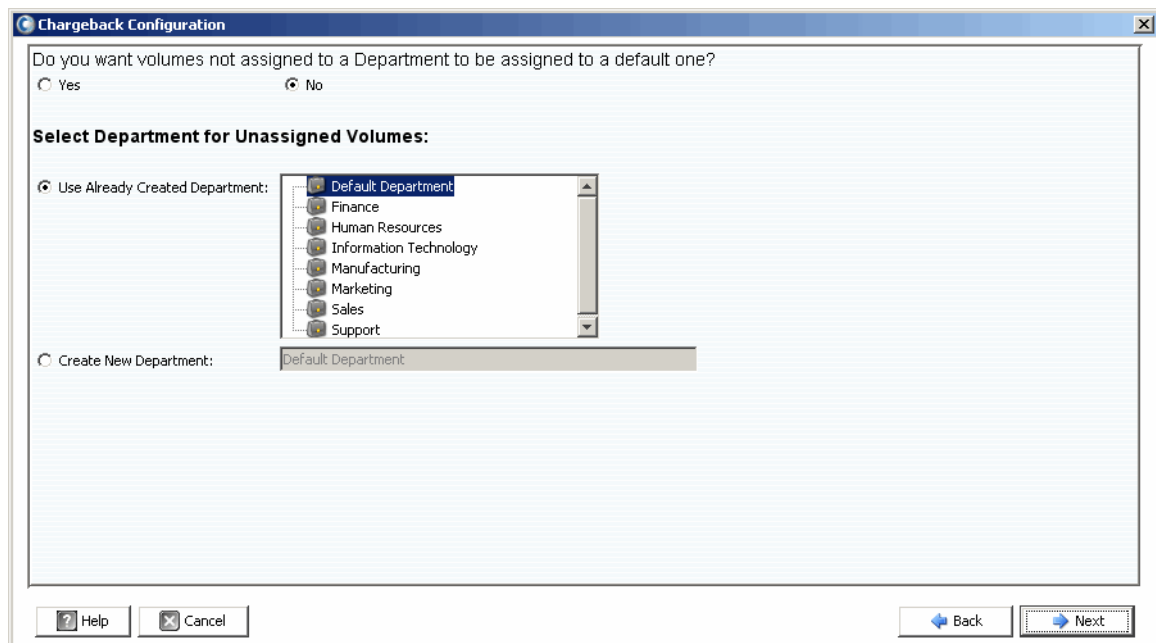 Chargeback Configuration
Do you want volumes not assigned to a Department to be assigned to a default one?
Yes No
Select Department for Unassigned Volumes:
Use Already Created Department:
Default Department
Finance
Human Resources
Information Technology
Manufacturing
Marketing
Sales
Support
Create New Department: Default Department
Help Cancel Back Next